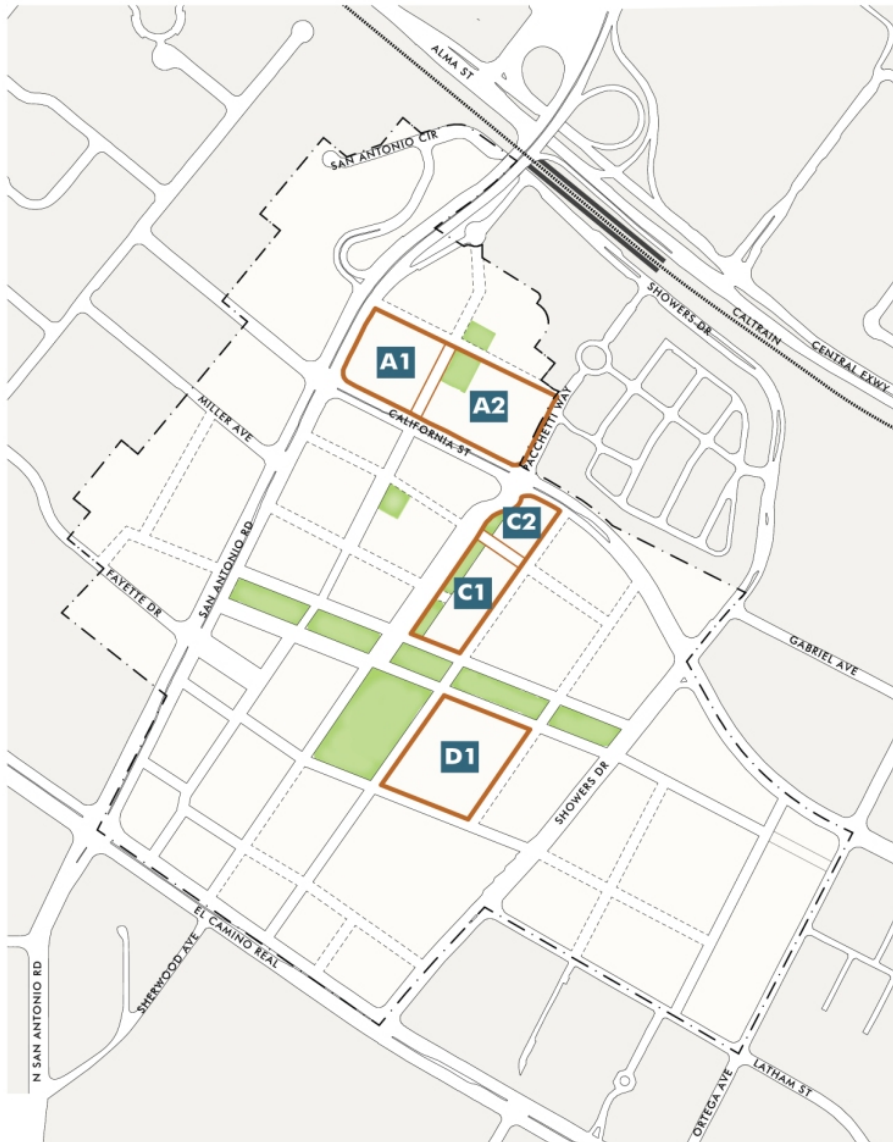 ALMA ST
SAN ANTONIO CIR
SHOWERS DR
CALTRAIN
CENTRAL EXWY
A1
A2
PACCHETTI WAY
CALIFORNIA ST
MILLER AVE
C2
SAN ANTONIO RD
FAYETTE DR
C1
GABRIEL AVE
D1
SHOWERS DR
EL CAMINO REAL
SHERWOOD AVE
N SAN ANTONIO RD
LATHAM ST
ORTEGA AVE